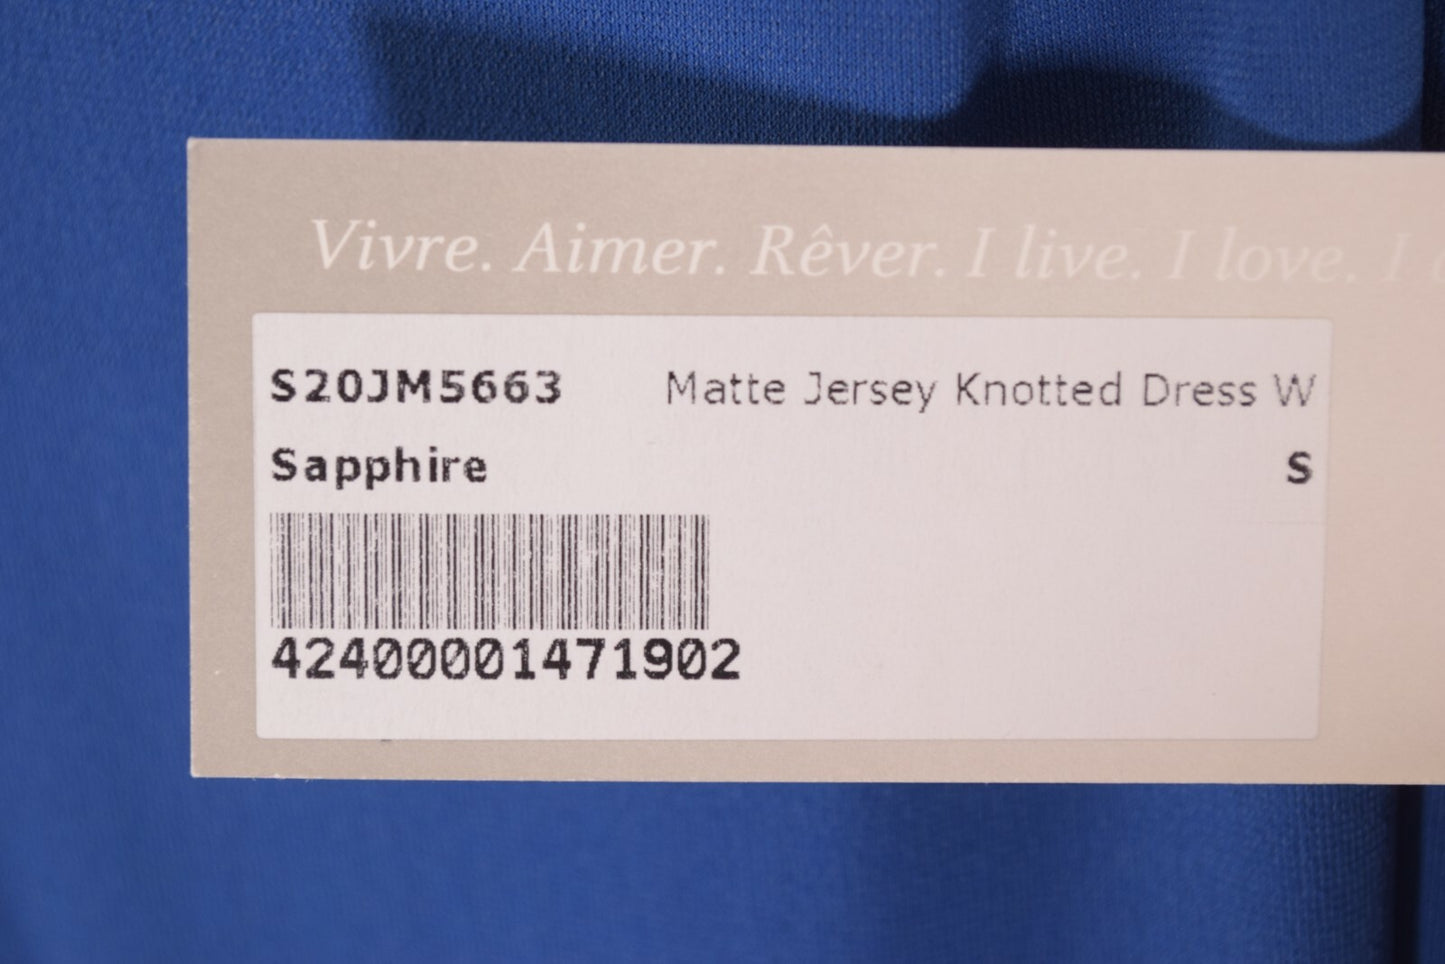 Vivre. Aimer. Rêver. I live. I love. I
S20JM5663 Matte Jersey Knotted Dress W
Sapphire S
424000001471902